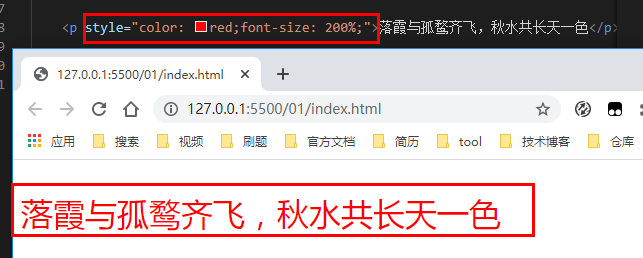 7
8
<p style="color: red;font-size: 200%;">落霞与孤鹜齐飞，秋水共长天一色</p>
9
0
1
127.0.0.1:5500/01/index.html
127.0.0.1:5500/01/index.html
应用 搜索 视频 刷题 官方文档 简历 tool 技术博客 仓库
落霞与孤鹜齐飞，秋水共长天一色